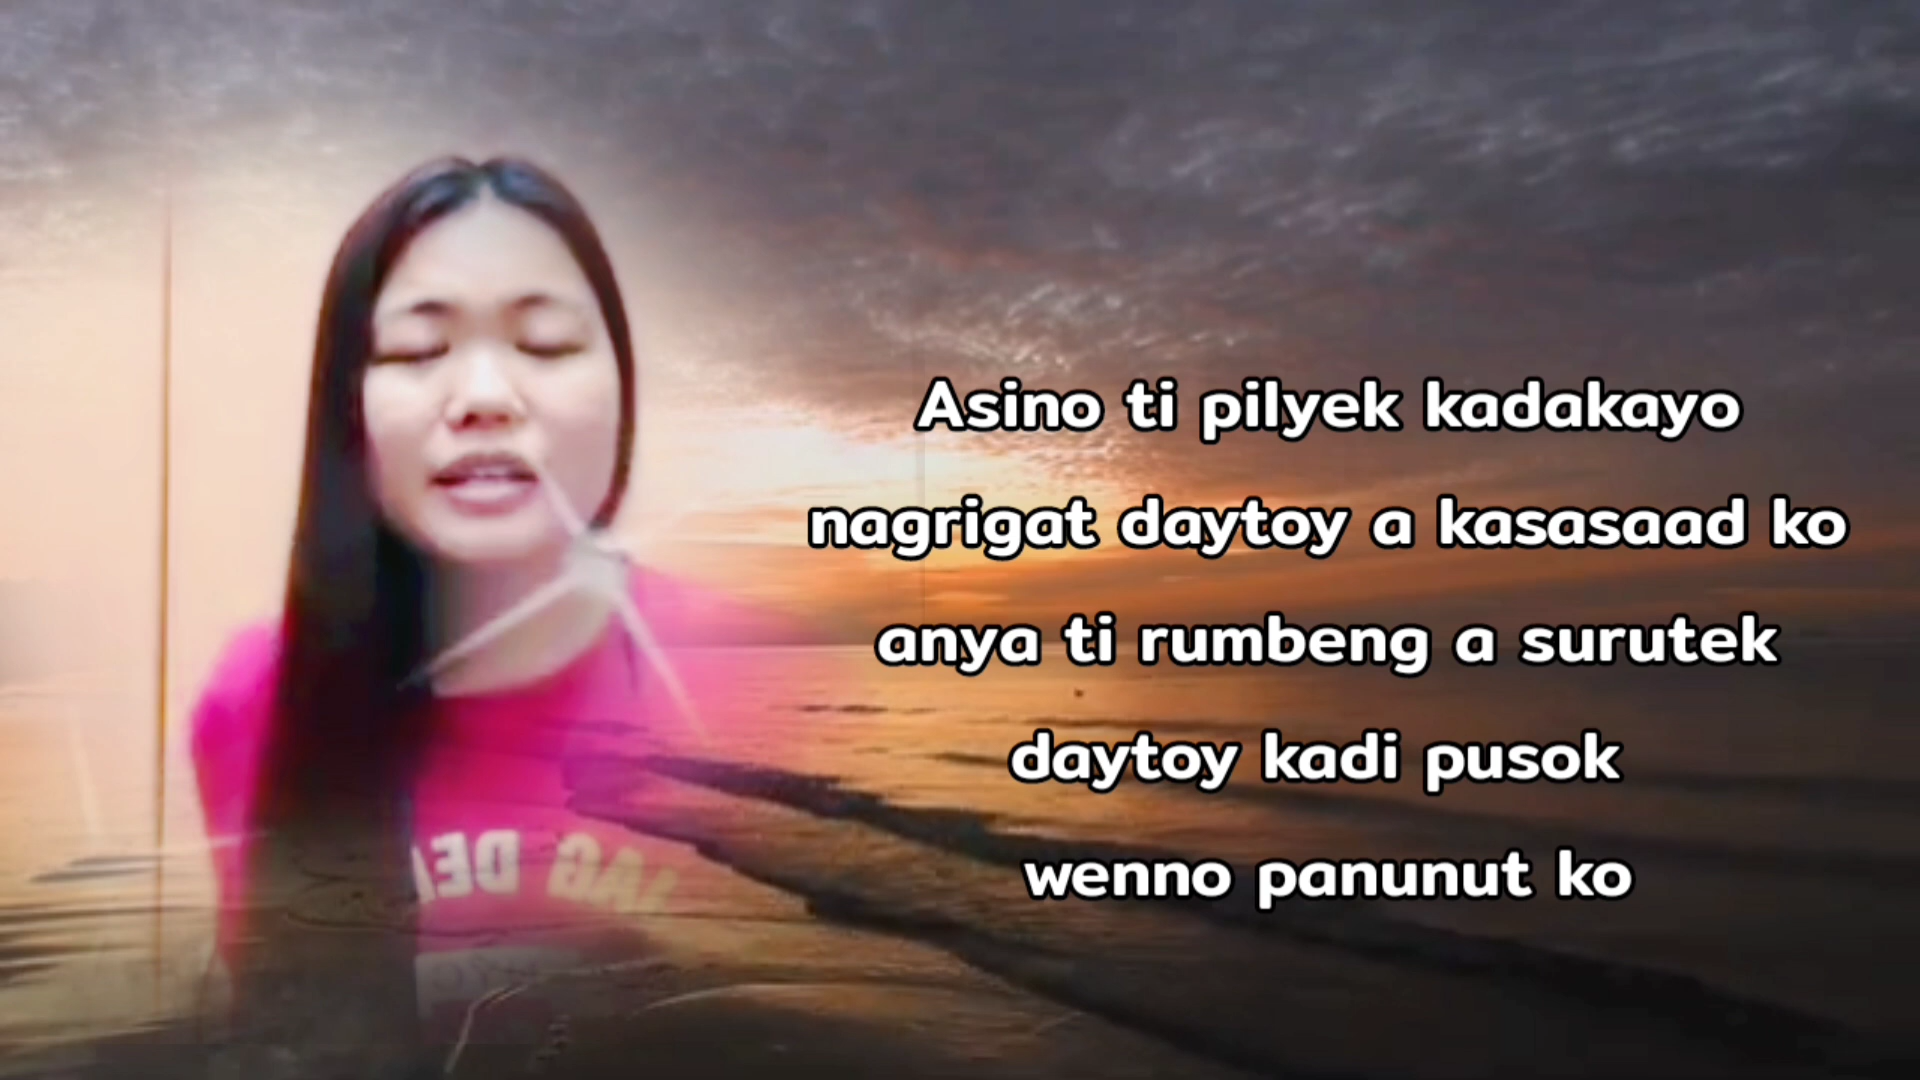 Asino ti pilyek kadakayo
nagrigat daytoy a kasasaad ko
anya ti rumbeng a surutek
daytoy kadi pusok
wenno panunut ko